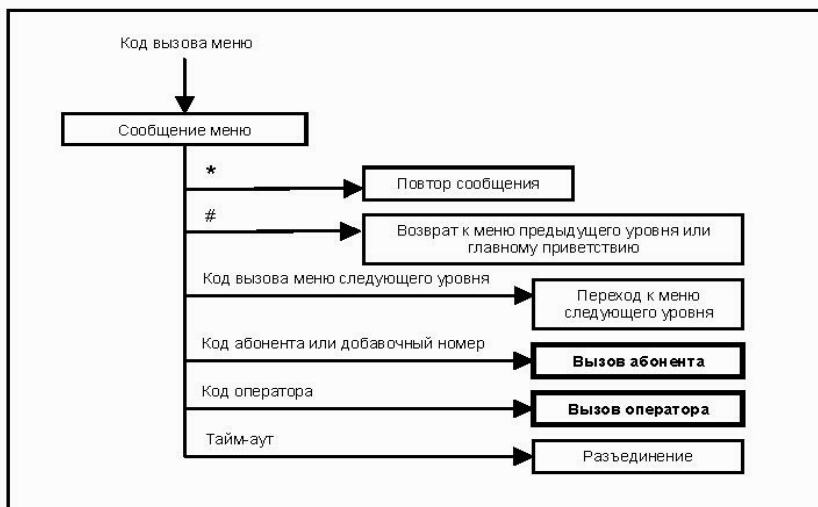 Код вызова меню
Сообщение меню
*
Повтор сообщения
#
Возврат к меню предыдущего уровня или
главному приветствию
Код вызова меню следующего уровня
Переход к меню
следующего уровня
Код абонента или добавочный номер
Вызов абонента
Код оператора
Вызов оператора
Тайм-аут
Разъединение